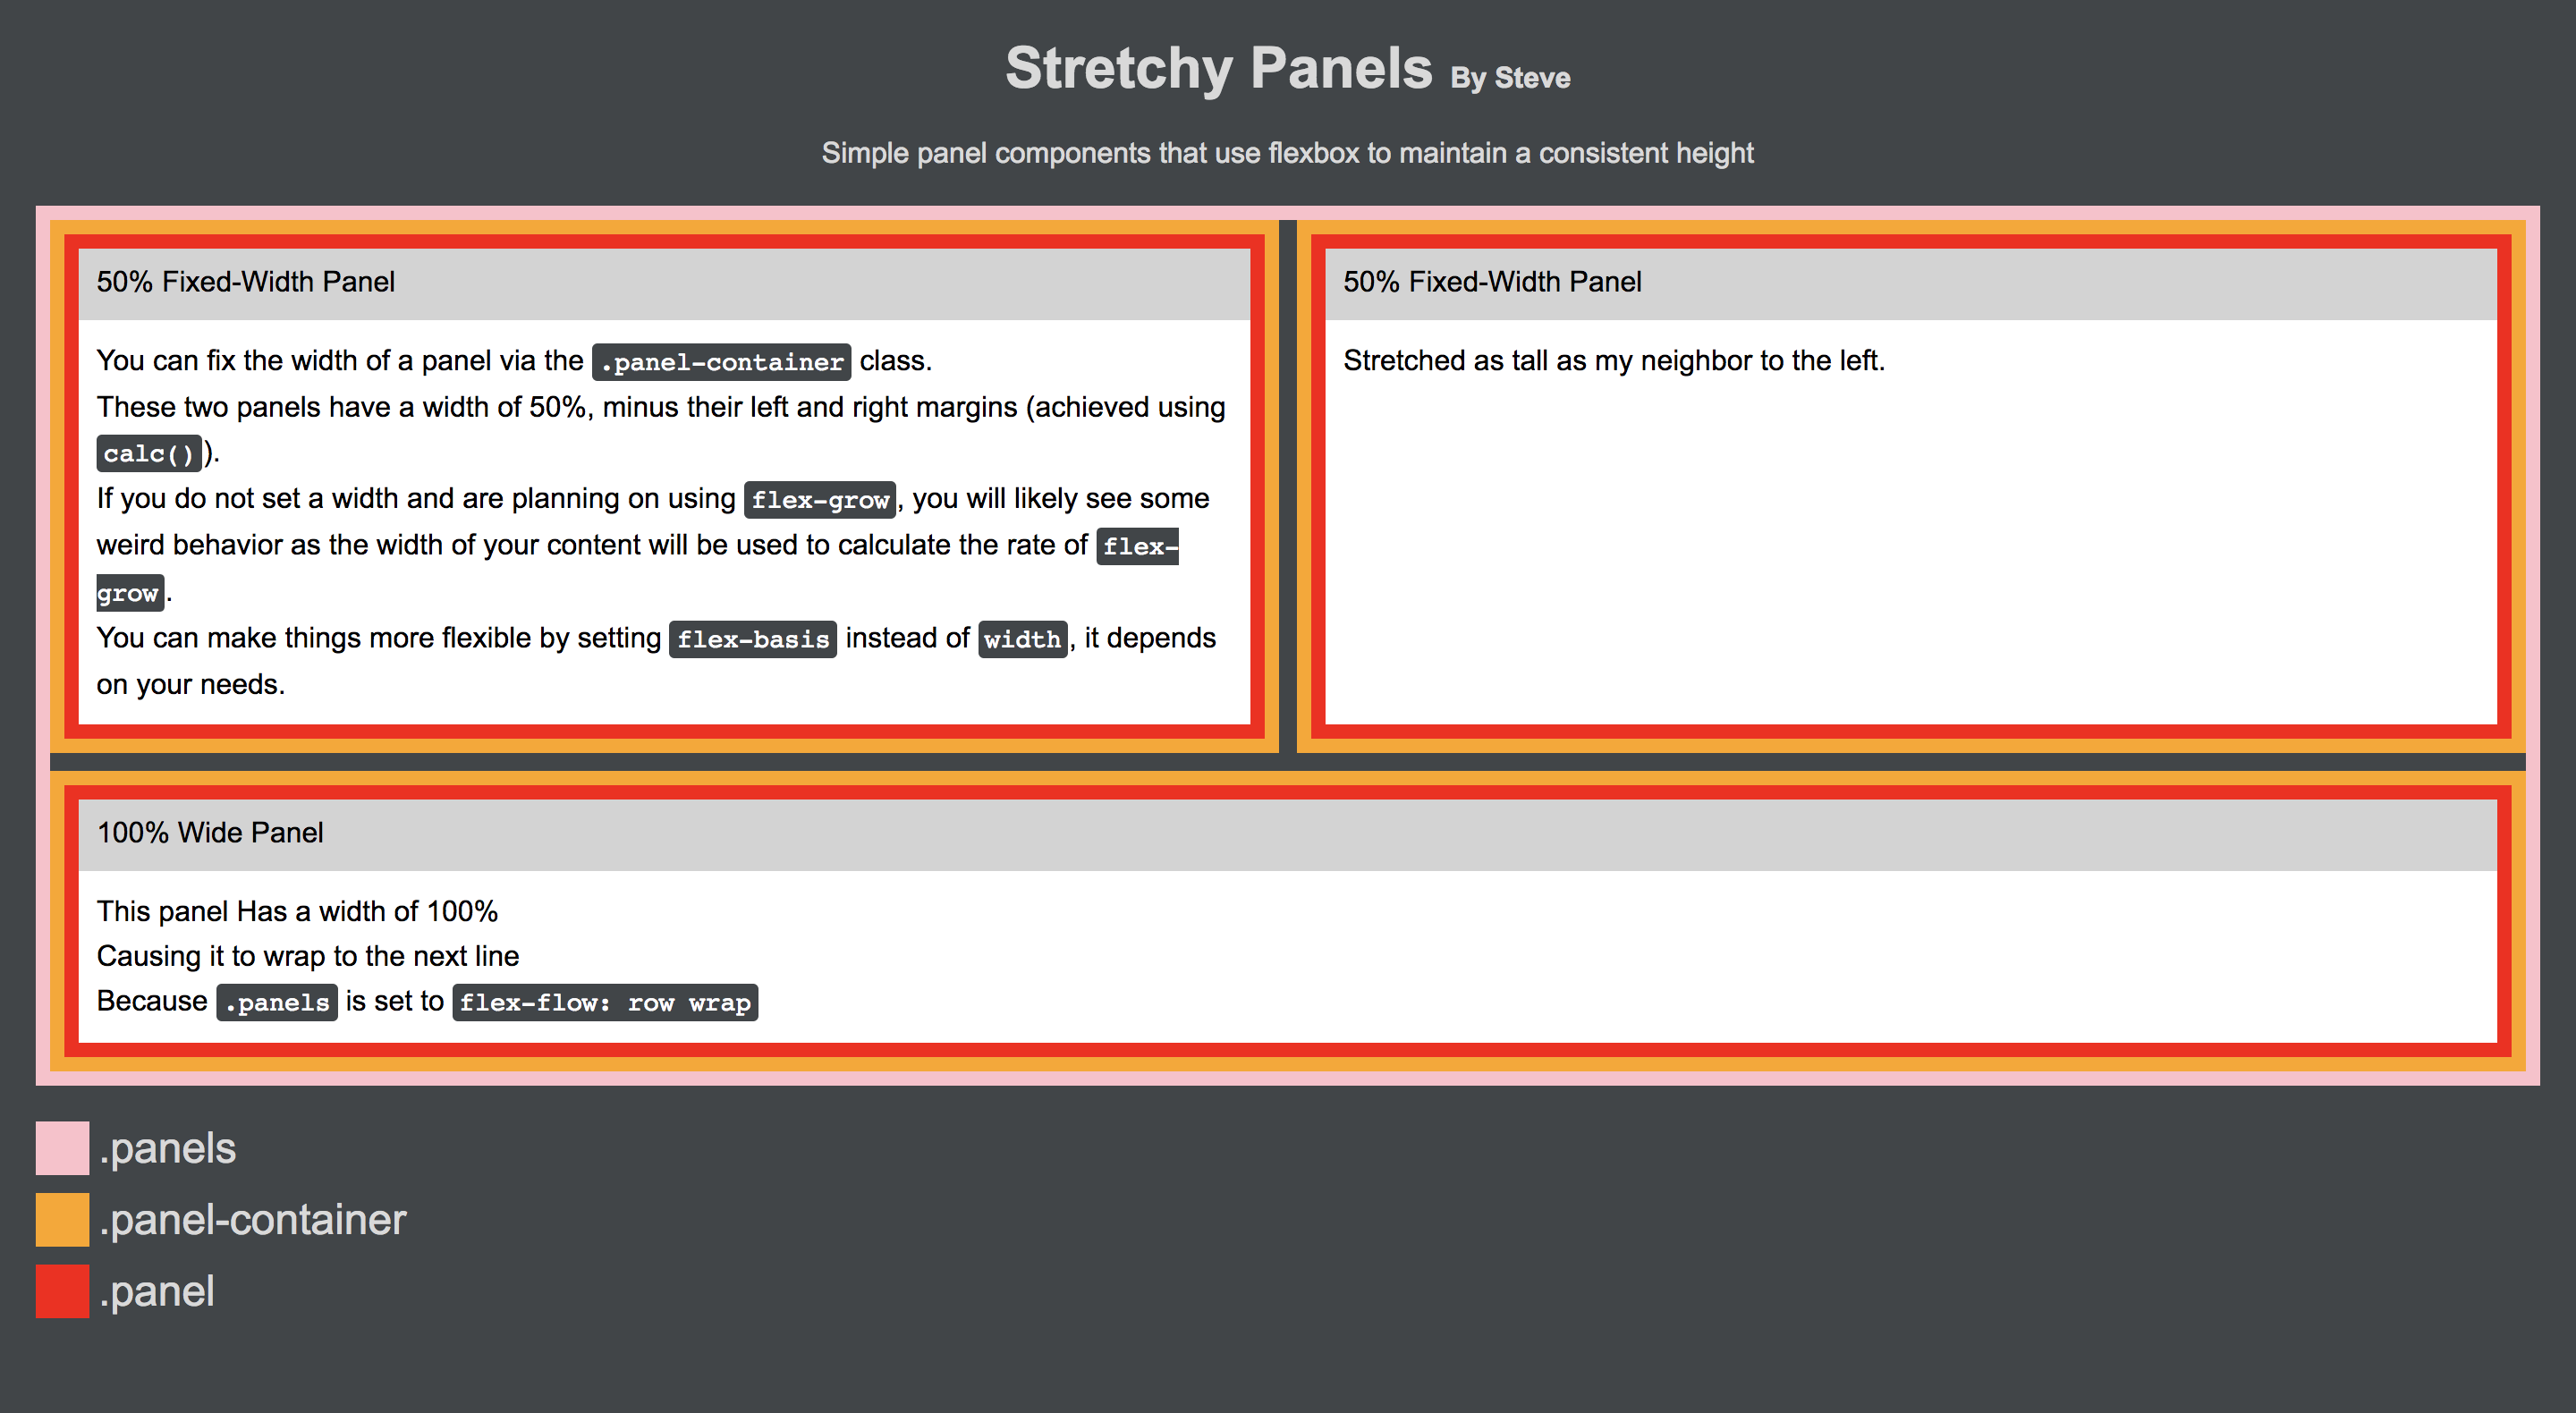 Stretchy Panels By Steve
Simple panel components that use flexbox to maintain a consistent height
50% Fixed-Width Panel
You can fix the width of a panel via the .panel-container class.
These two panels have a width of 50%, minus their left and right margins (achieved using
calc()).
If you do not set a width and are planning on using flex-grow, you will likely see some
weird behavior as the width of your content will be used to calculate the rate of flex-
grow.
You can make things more flexible by setting flex-basis instead of width, it depends
on your needs.
50% Fixed-Width Panel
Stretched as tall as my neighbor to the left.
100% Wide Panel
This panel Has a width of 100%
Causing it to wrap to the next line
Because .panels is set to flex-flow: row wrap
.panels
.panel-container
.panel